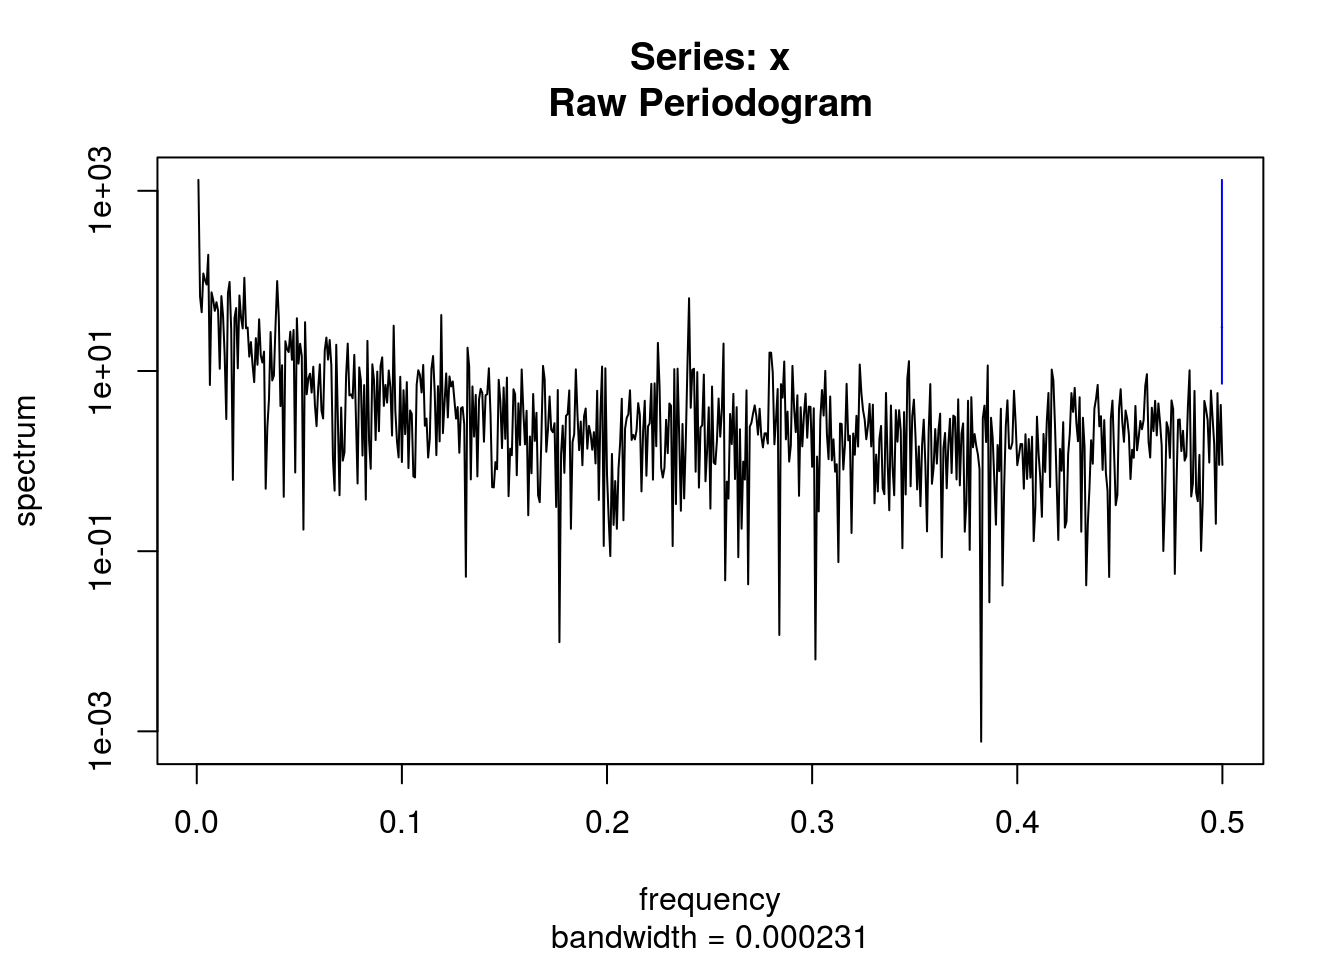 Series: x
Raw Periodogram
spectrum
1e+03
1e+01
1e-01
1e-03
0.0 0.1 0.2 0.3 0.4 0.5
frequency
bandwidth = 0.000231